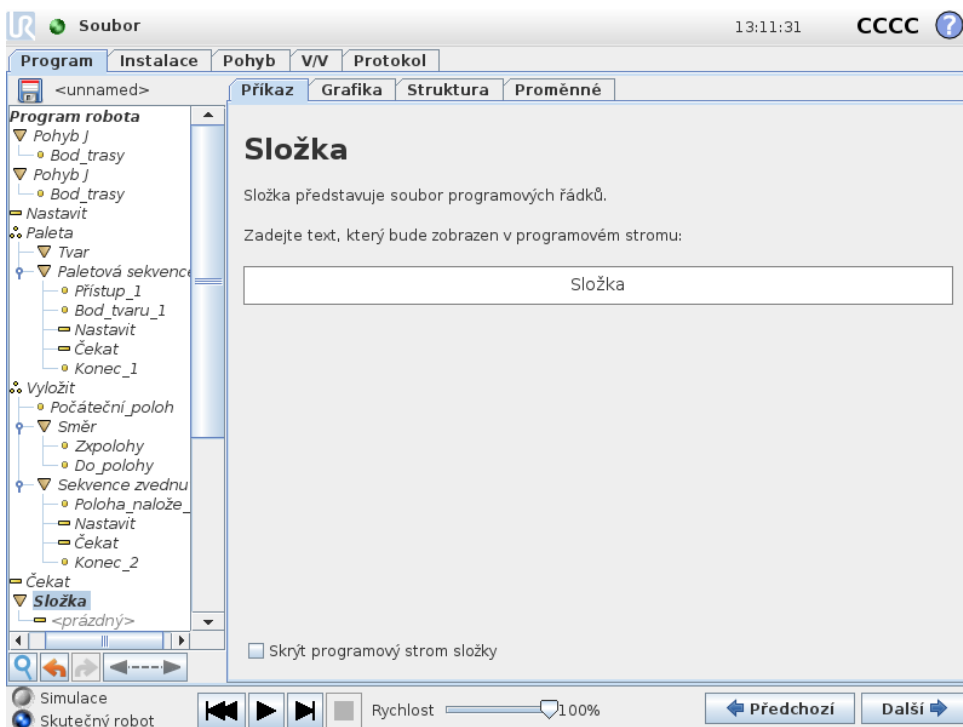 Soubor 13:11:31 CCCC ?
Program Instalace Pohyb V/V Protokol
<unnamed>
Příkaz Grafika Struktura Proměnné
Program robota
Pohyb J
Bod_trasy
Pohyb J
Bod_trasy
Nastavit
Paleta
Tvar
Paletová sekvence
Přístup_1
Bod_tvaru_1
Nastavit
Čekat
Konec_1
Vyložit
Počáteční_poloh
Směr
Zxpolohy
Do_polohy
Sekvence zvednu
Poloha_nalože_
Nastavit
Čekat
Konec_2
Čekat
Složka
<prázdný>
Složka
Složka představuje soubor programových řádků.
Zadejte text, který bude zobrazen v programovém stromu:
Složka
Skrýt programový strom složky
Simulace
Skutečný robot
Rychlost 100%
Předchozí Další